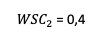 WSC₂ = 0,4